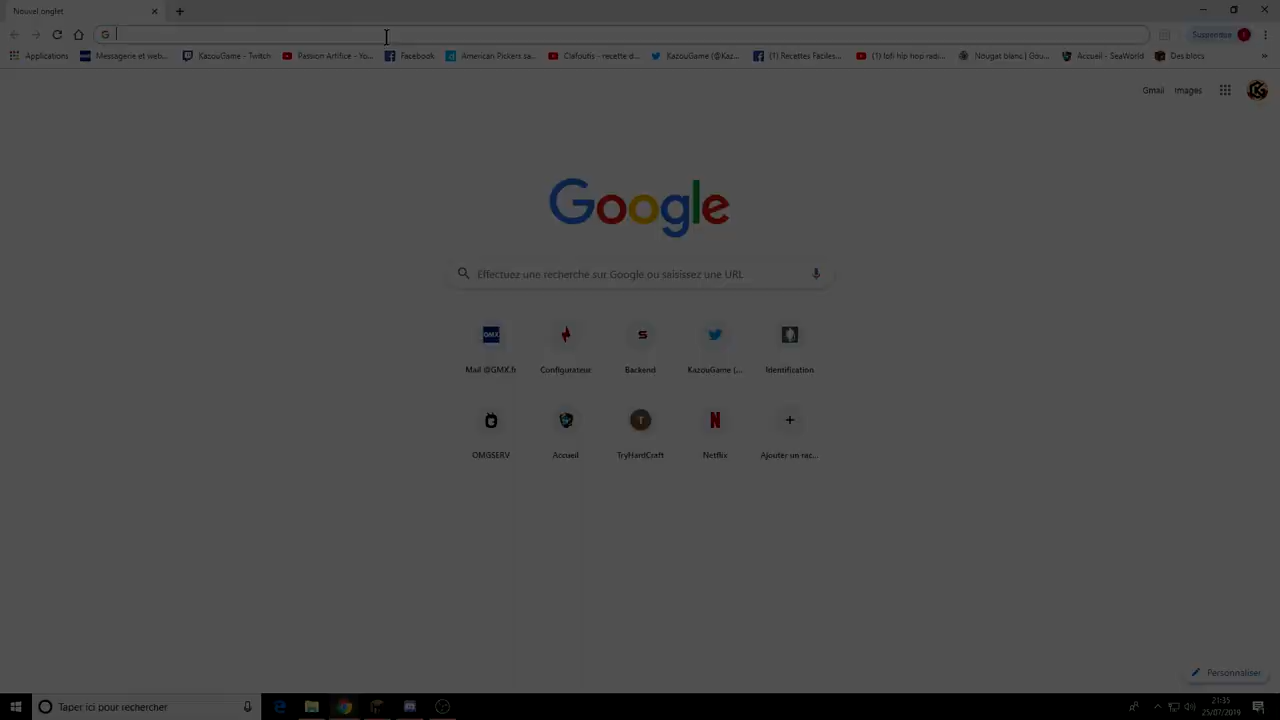 Nouvel onglet
Suspendue
Applications
Messagerie et web...
KazouGame - Twitch
Passion Artifice - Yo...
Facebook
American Pickers sa...
Clafoutis - recette d...
KazouGame (@Kaz...
(1) Recettes Faciles...
(1) lofi hip hop radi...
Nougat blanc | Gou...
Accueil - SeaWorld
Des blocs
»
Gmail
Images
Google
Effectuez une recherche sur Google ou saisissez une URL
GMX
S
Mail @GMX.fr
Configurateur
Backend
KazouGame (...
Identification
T
N
OMGSERV
Accueil
TryHardCraft
Netflix
Ajouter un rac...
Personnaliser
Taper ici pour rechercher
21:35
25/07/2019